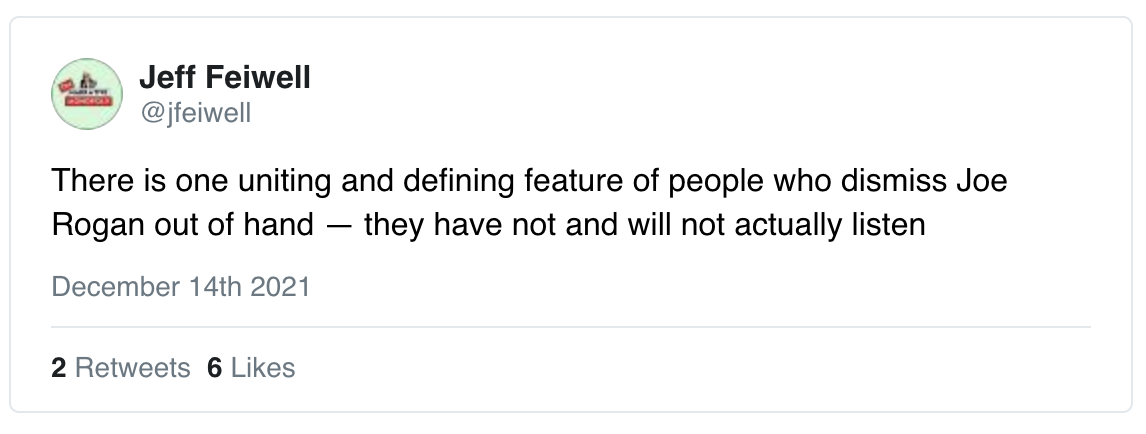 Jeff Feiwell
@jfeiwell
There is one uniting and defining feature of people who dismiss Joe
Rogan out of hand — they have not and will not actually listen
December 14th 2021
2 Retweets 6 Likes